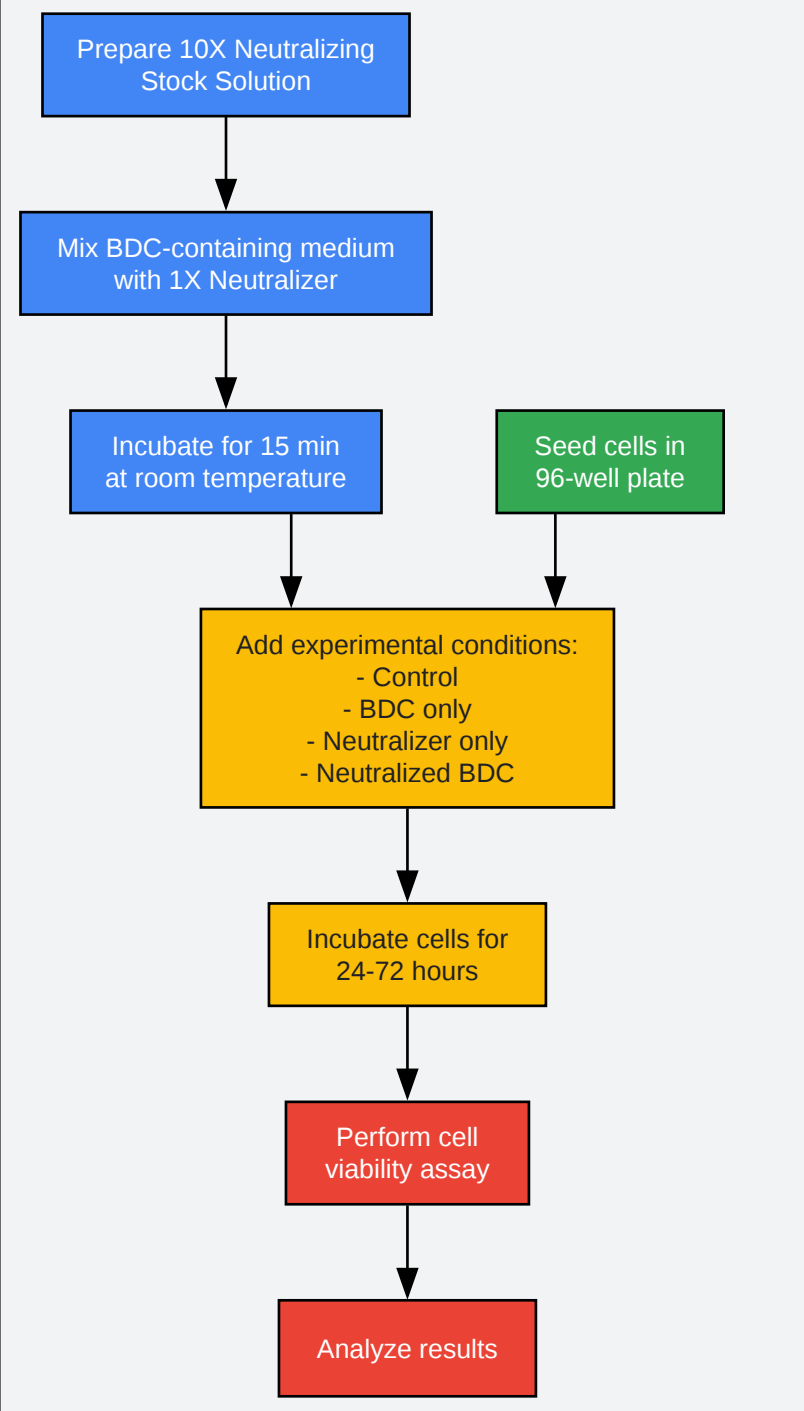 Prepare 10X Neutralizing
Stock Solution
Mix BDC-containing medium
with 1X Neutralizer
Incubate for 15 min
at room temperature
Seed cells in
96-well plate
Add experimental conditions:
- Control
- BDC only
- Neutralizer only
- Neutralized BDC
Incubate cells for
24-72 hours
Perform cell
viability assay
Analyze results